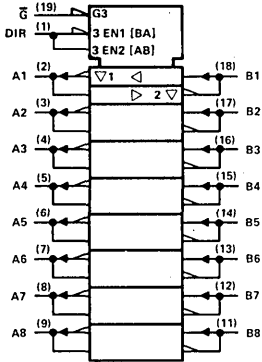 G (19) G3
DIR (1) 3 EN1 [BA]
3 EN2 [AB]
A1 (2) ▽1 ◁ (18) B1
▷ 2▽
A2 (3) (17) B2
A3 (4) (16) B3
A4 (5) (15) B4
A5 (6) (14) B5
A6 (7) (13) B6
A7 (8) (12) B7
A8 (9) (11) B8